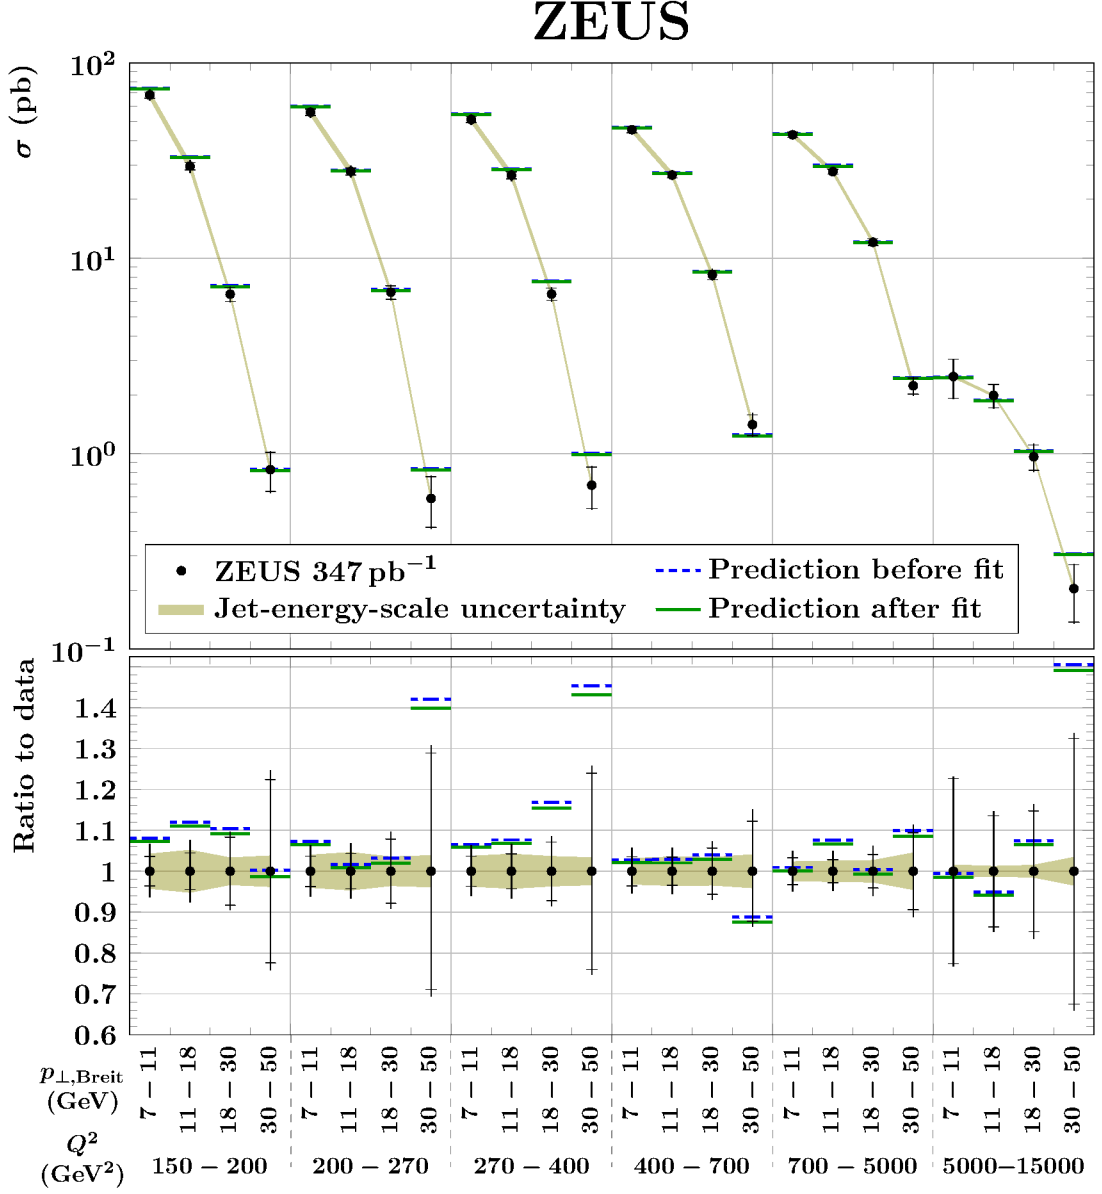 ZEUS
σ (pb)
10²
10¹
10⁰
10⁻¹
ZEUS 347 pb⁻¹
Prediction before fit
Jet-energy-scale uncertainty
Prediction after fit
Ratio to data
1.4
1.3
1.2
1.1
1
0.9
0.8
0.7
0.6
p⊥,Breit
(GeV)
7 – 11
11 – 18
18 – 30
30 – 50
7 – 11
11 – 18
18 – 30
30 – 50
7 – 11
11 – 18
18 – 30
30 – 50
7 – 11
11 – 18
18 – 30
30 – 50
7 – 11
11 – 18
18 – 30
30 – 50
7 – 11
11 – 18
18 – 30
30 – 50
Q²
(GeV²)
150 – 200 200 – 270 270 – 400 400 – 700 700 – 5000 5000–15000